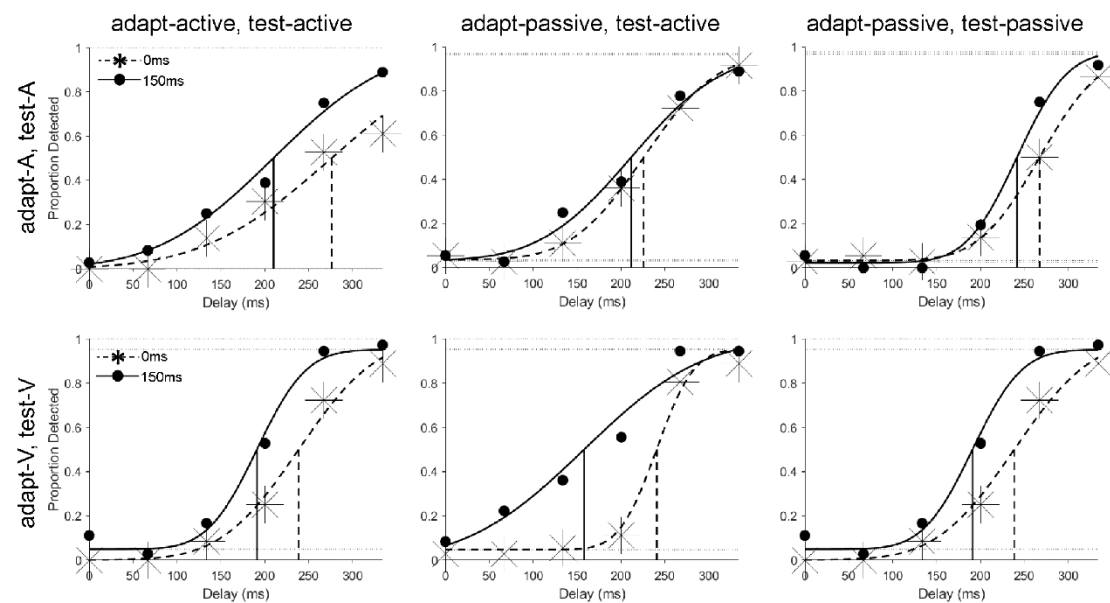 adapt-active, test-active
adapt-passive, test-active
adapt-passive, test-passive
adapt-A, test-A
Proportion Detected
1
0.8
0.6
0.4
0.2
0
0ms
150ms
0 50 100 150 200 250 300
Delay (ms)
1
0.8
0.6
0.4
0.2
0
0 50 100 150 200 250 300
Delay (ms)
1
0.8
0.6
0.4
0.2
0
0 50 100 150 200 250 300
Delay (ms)
adapt-V, test-V
Proportion Detected
1
0.8
0.6
0.4
0.2
0
0ms
150ms
0 50 100 150 200 250 300
Delay (ms)
1
0.8
0.6
0.4
0.2
0
0 50 100 150 200 250 300
Delay (ms)
1
0.8
0.6
0.4
0.2
0
0 50 100 150 200 250 300
Delay (ms)